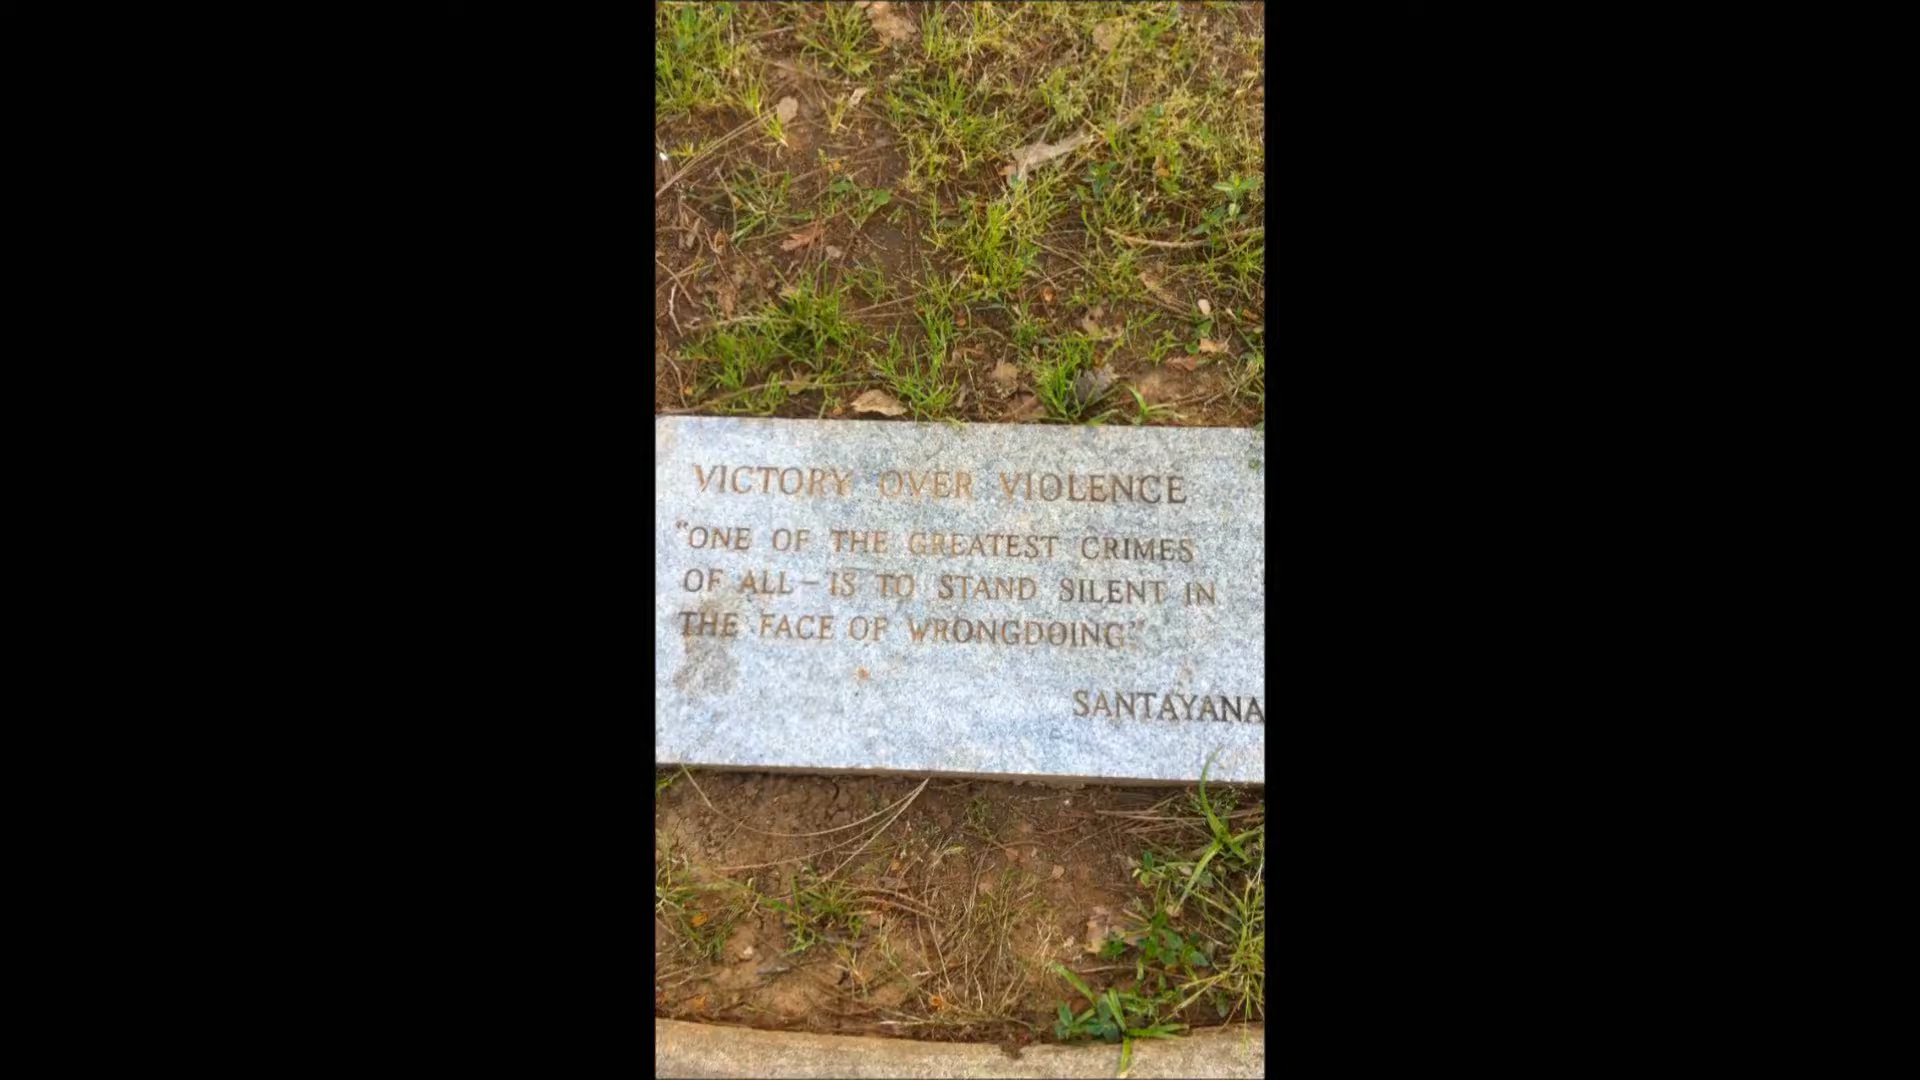 VICTORY OVER VIOLENCE
“ONE OF THE GREATEST CRIMES
OF ALL – IS TO STAND SILENT IN
THE FACE OF WRONGDOING”
SANTAYANA